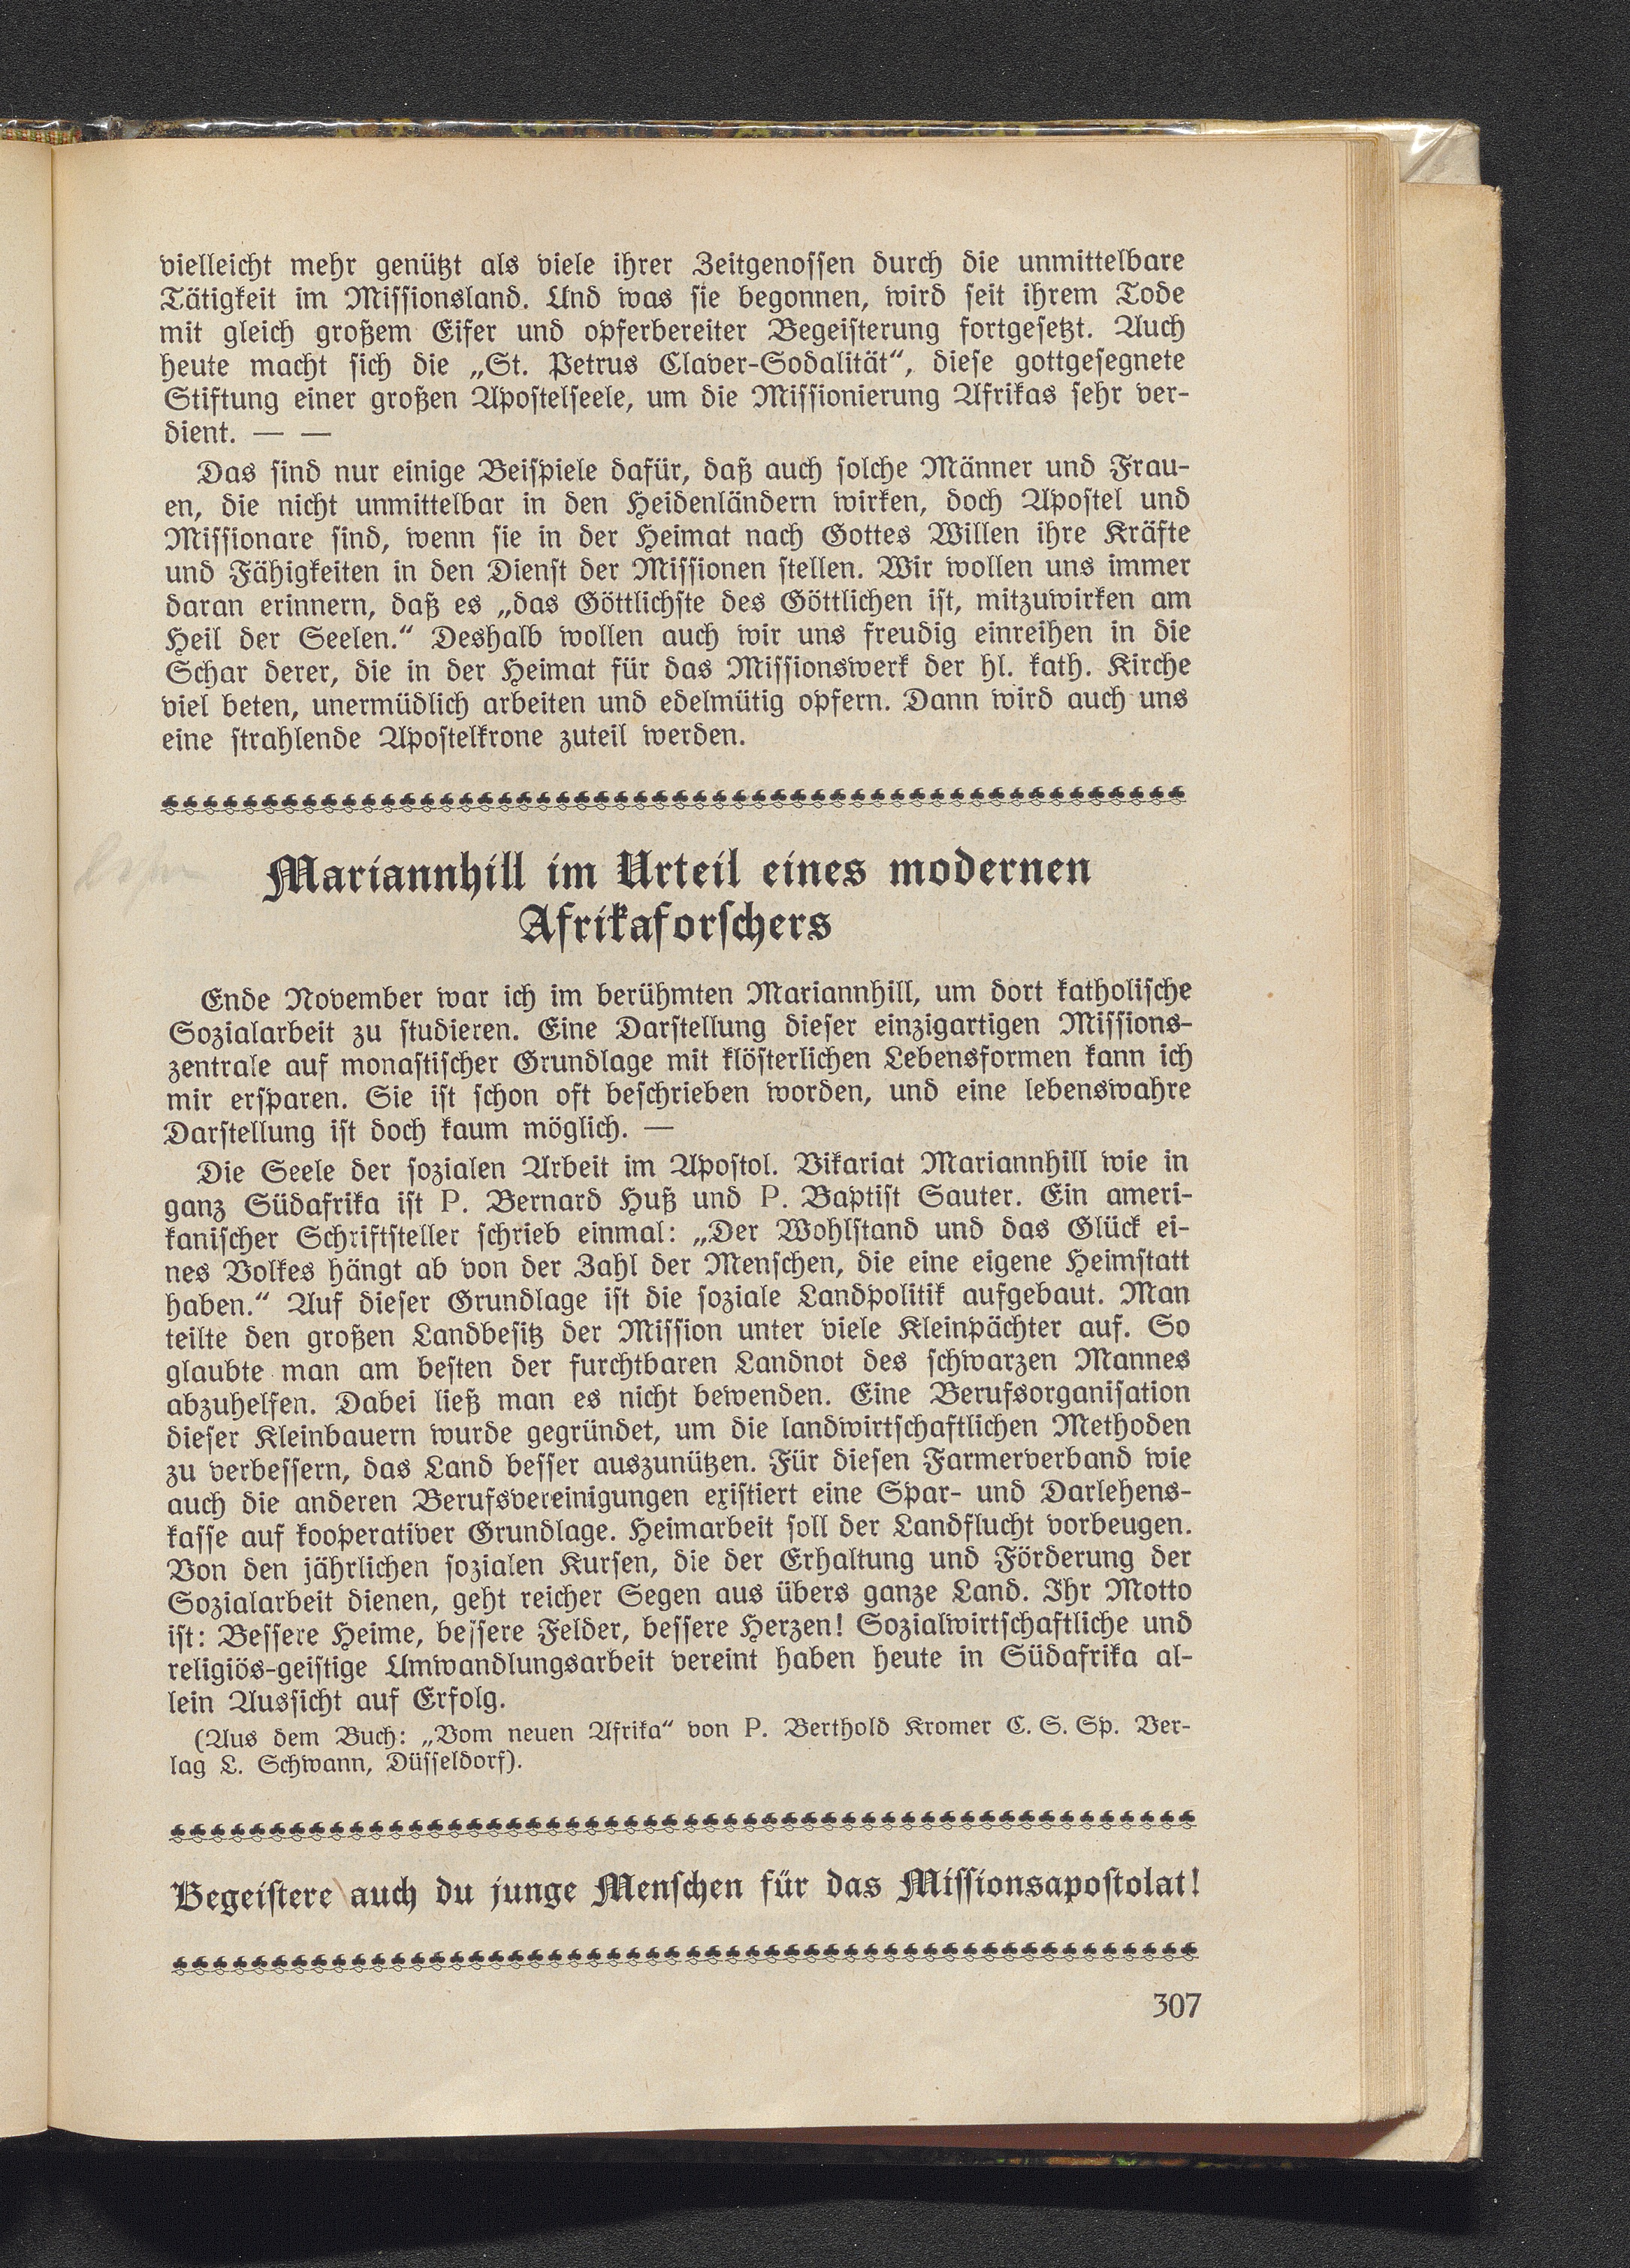 vielleicht mehr genützt als viele ihrer Zeitgenossen durch die unmittelbare
Tätigkeit im Missionsland. Und was sie begonnen, wird seit ihrem Tode
mit gleich großem Eifer und opferbereiter Begeisterung fortgesetzt. Auch
heute macht sich die „St. Petrus Claver-Sodalität“, diese gottgesegnete
Stiftung einer großen Apostelseele, um die Missionierung Afrikas sehr ver-
dient. — —
Das sind nur einige Beispiele dafür, daß auch solche Männer und Frau-
en, die nicht unmittelbar in den Heidenländern wirken, doch Apostel und
Missionare sind, wenn sie in der Heimat nach Gottes Willen ihre Kräfte
und Fähigkeiten in den Dienst der Missionen stellen. Wir wollen uns immer
daran erinnern, daß es „das Göttlichste des Göttlichen ist, mitzuwirken am
Heil der Seelen.“ Deshalb wollen auch wir uns freudig einreihen in die
Schar derer, die in der Heimat für das Missionswerk der hl. kath. Kirche
viel beten, unermüdlich arbeiten und edelmütig opfern. Dann wird auch uns
eine strahlende Apostelkrone zuteil werden.
Mariannhill im Urteil eines modernen
Afrikaforschers
Ende November war ich im berühmten Mariannhill, um dort katholische
Sozialarbeit zu studieren. Eine Darstellung dieser einzigartigen Missions-
zentrale auf monastischer Grundlage mit klösterlichen Lebensformen kann ich
mir ersparen. Sie ist schon oft beschrieben worden, und eine lebenswahre
Darstellung ist doch kaum möglich. —
Die Seele der sozialen Arbeit im Apostol. Vikariat Mariannhill wie in
ganz Südafrika ist P. Bernard Huß und P. Baptist Sauter. Ein ameri-
kanischer Schriftsteller schrieb einmal: „Der Wohlstand und das Glück ei-
nes Volkes hängt ab von der Zahl der Menschen, die eine eigene Heimstatt
haben.“ Auf dieser Grundlage ist die soziale Landpolitik aufgebaut. Man
teilte den großen Landbesitz der Mission unter viele Kleinpächter auf. So
glaubte man am besten der furchtbaren Landnot des schwarzen Mannes
abzuhelfen. Dabei ließ man es nicht bewenden. Eine Berufsorganisation
dieser Kleinbauern wurde gegründet, um die landwirtschaftlichen Methoden
zu verbessern, das Land besser auszunützen. Für diesen Farmerverband wie
auch die anderen Berufsvereinigungen existiert eine Spar- und Darlehens-
kasse auf kooperativer Grundlage. Heimarbeit soll der Landflucht vorbeugen.
Von den jährlichen sozialen Kursen, die der Erhaltung und Förderung der
Sozialarbeit dienen, geht reicher Segen aus übers ganze Land. Ihr Motto
ist: Bessere Heime, bessere Felder, bessere Herzen! Sozialwirtschaftliche und
religiös-geistige Umwandlungsarbeit vereint haben heute in Südafrika al-
lein Aussicht auf Erfolg.
(Aus dem Buch: „Vom neuen Afrika“ von P. Berthold Kromer C. S. Sp. Ver-
lag L. Schwann, Düsseldorf).
Begeistere auch du junge Menschen für das Missionsapostolat!
307